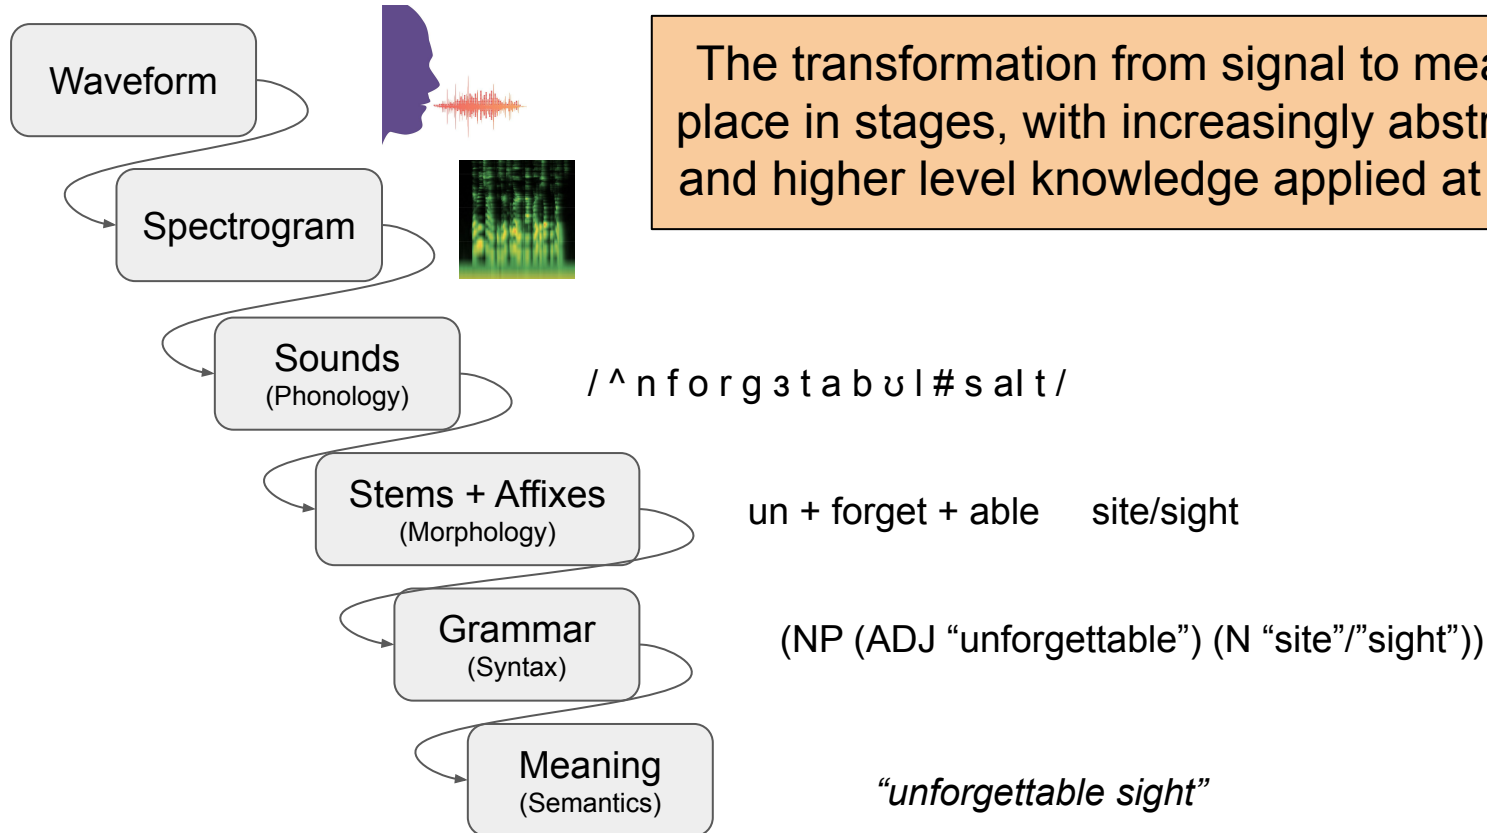 Waveform
The transformation from signal to mea
place in stages, with increasingly abstr
and higher level knowledge applied at
Spectrogram
Sounds
(Phonology)
/ ^ n f o r g ɜ t a b ʊ l # s aI t /
Stems + Affixes
(Morphology)
un + forget + able site/sight
Grammar
(Syntax)
(NP (ADJ “unforgettable”) (N “site”/”sight”))
Meaning
(Semantics)
“unforgettable sight”